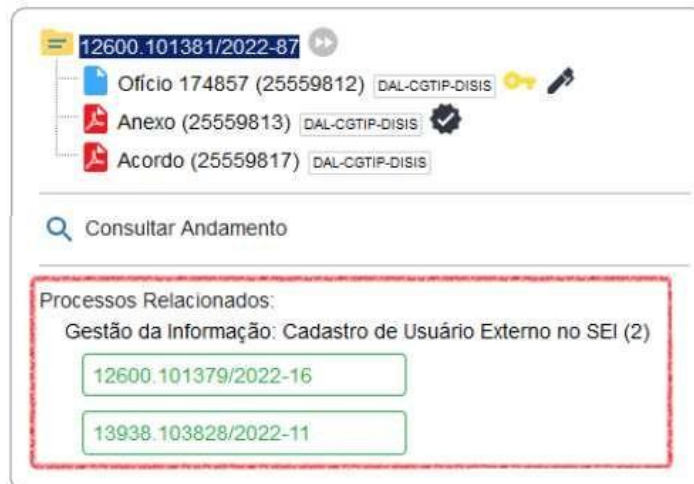 12600.101381/2022-87
Ofício 174857 (25559812) DAL-CGTIP-DISIS
Anexo (25559813) DAL-CGTIP-DISIS
Acordo (25559817) DAL-CGTIP-DISIS
Consultar Andamento
Processos Relacionados:
Gestão da Informação: Cadastro de Usuário Externo no SEI (2)
12600.101379/2022-16
13938.103828/2022-11